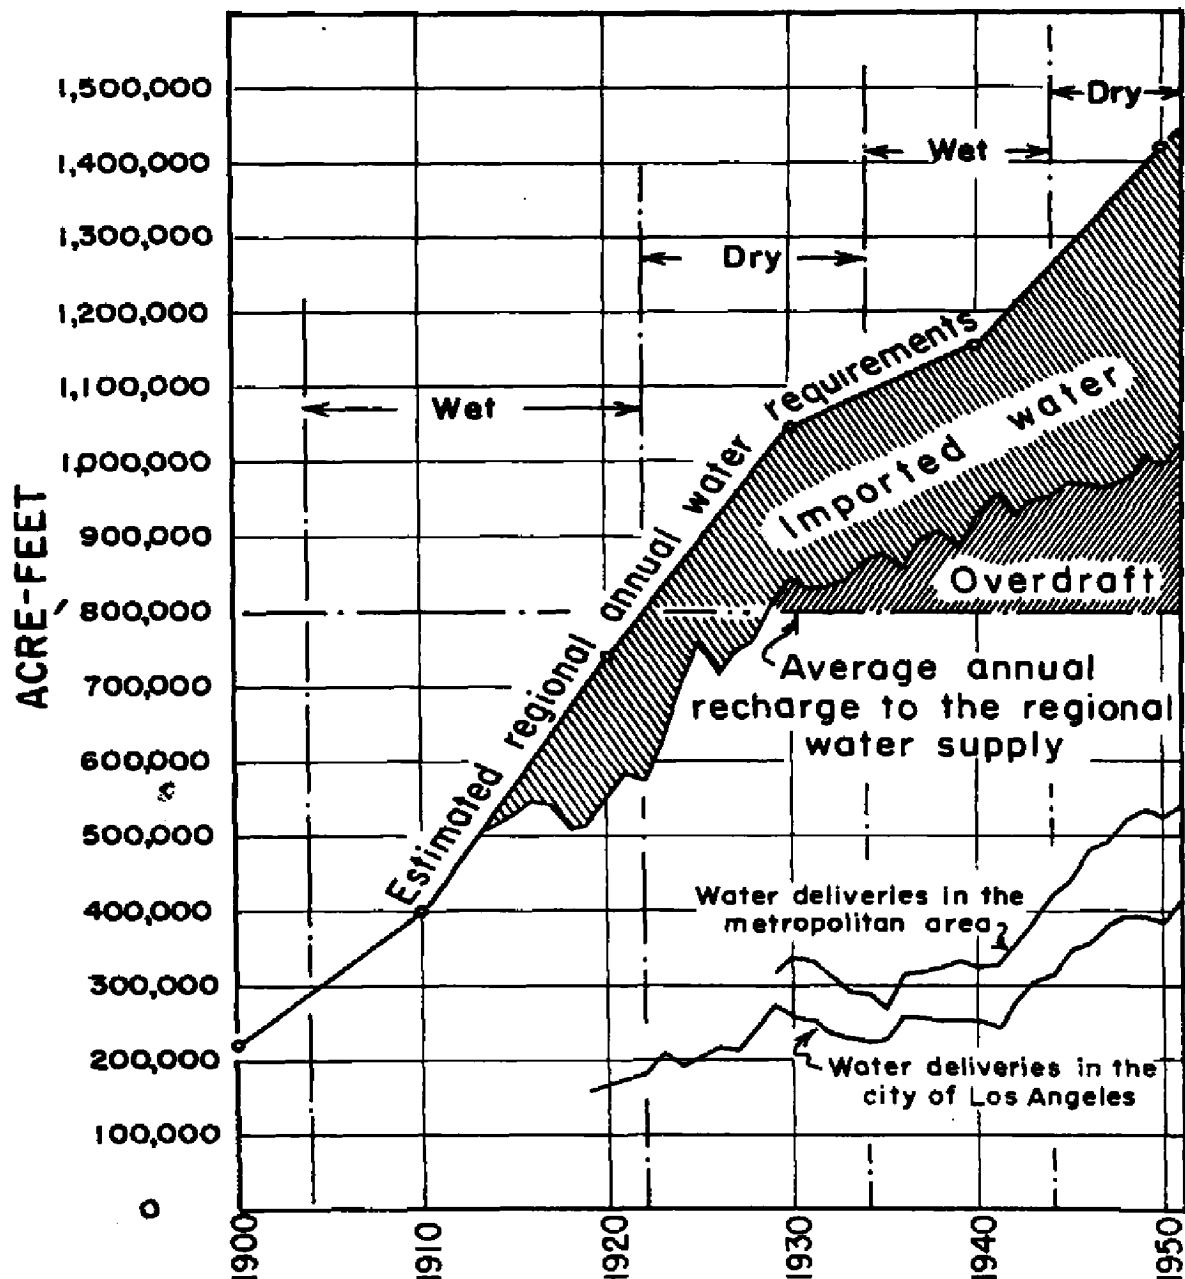 1,500,000
1,400,000
1,300,000
1,200,000
1,100,000
1,000,000
900,000
800,000
700,000
600,000
500,000
400,000
300,000
200,000
100,000
0
ACRE-FEET
Dry
Wet
Dry
Wet
Estimated regional annual water requirements
Imported water
Overdraft
Average annual
recharge to the regional
water supply
Water deliveries in the
metropolitan area
Water deliveries in the
city of Los Angeles
1900
1910
1920
1930
1940
1950